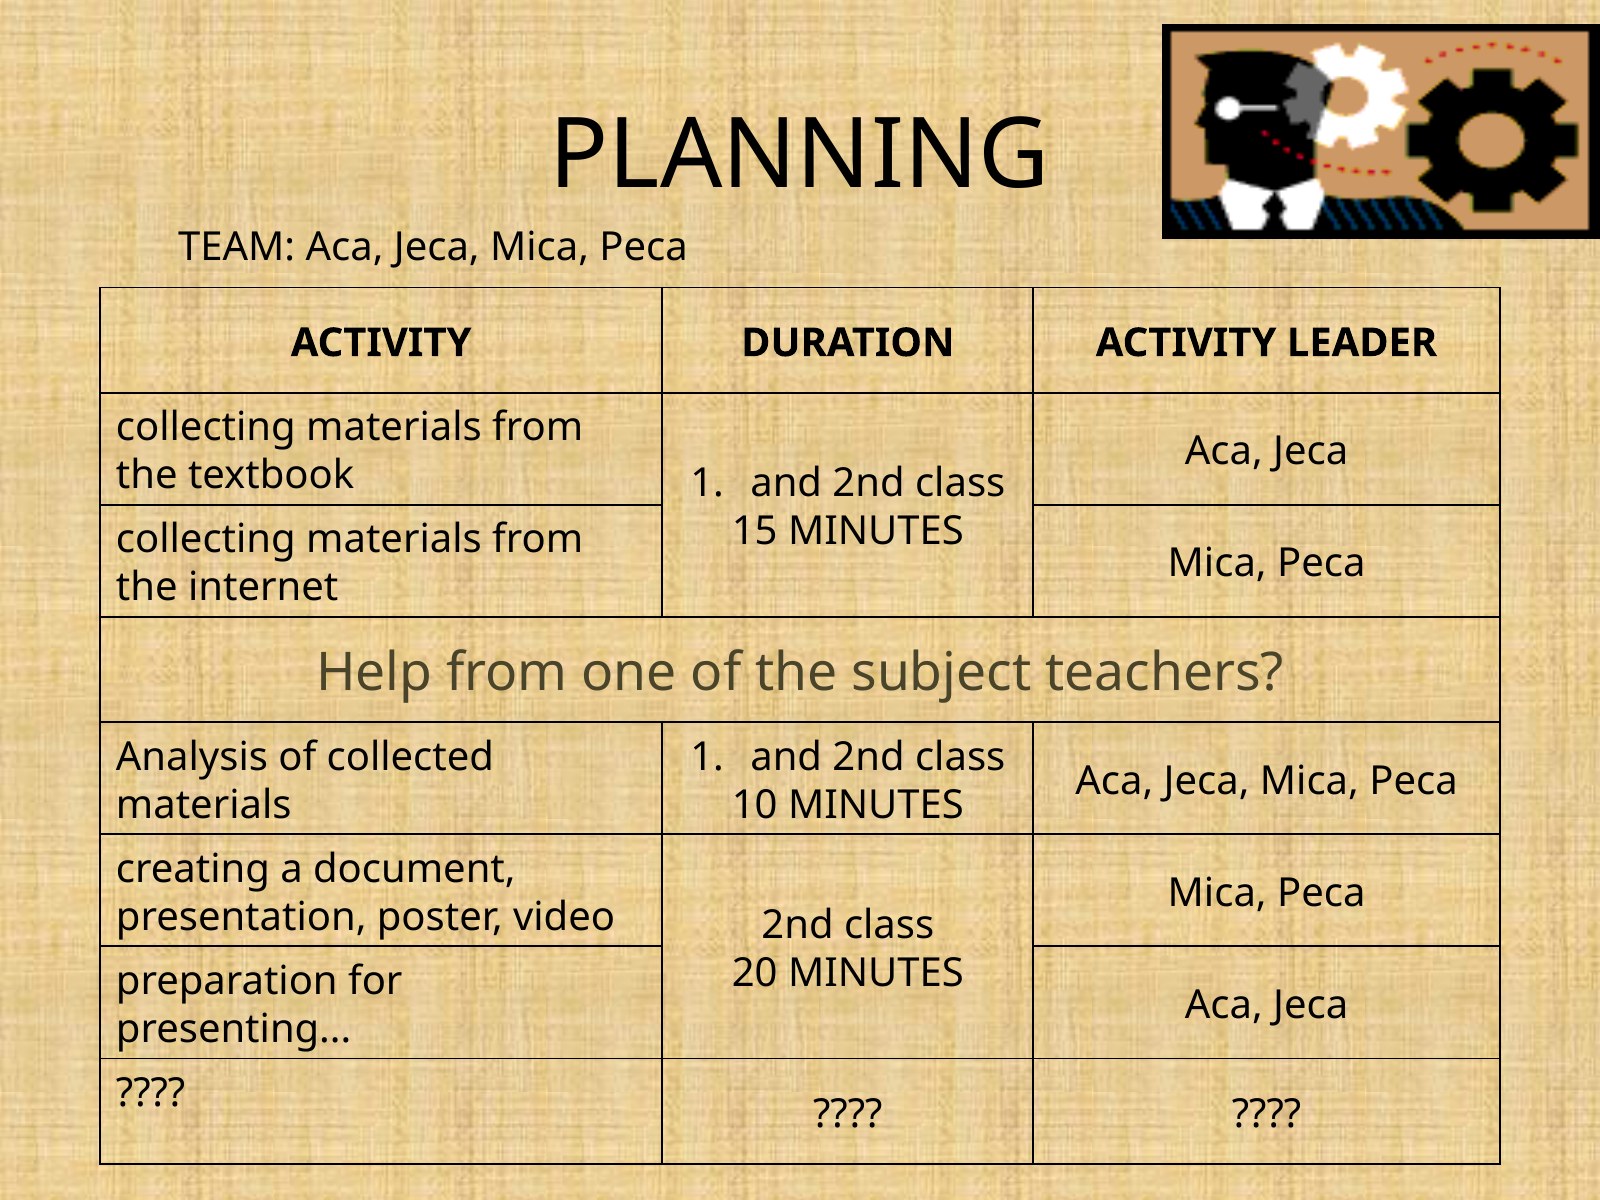 PLANNING
TEAM: Aca, Jeca, Mica, Peca
ACTIVITY
DURATION
ACTIVITY LEADER
collecting materials from
the textbook
1. and 2nd class
15 MINUTES
Aca, Jeca
collecting materials from
the internet
Mica, Peca
Help from one of the subject teachers?
Analysis of collected
materials
1. and 2nd class
10 MINUTES
Aca, Jeca, Mica, Peca
creating a document,
presentation, poster, video
2nd class
20 MINUTES
Mica, Peca
preparation for
presenting...
Aca, Jeca
????
????
????